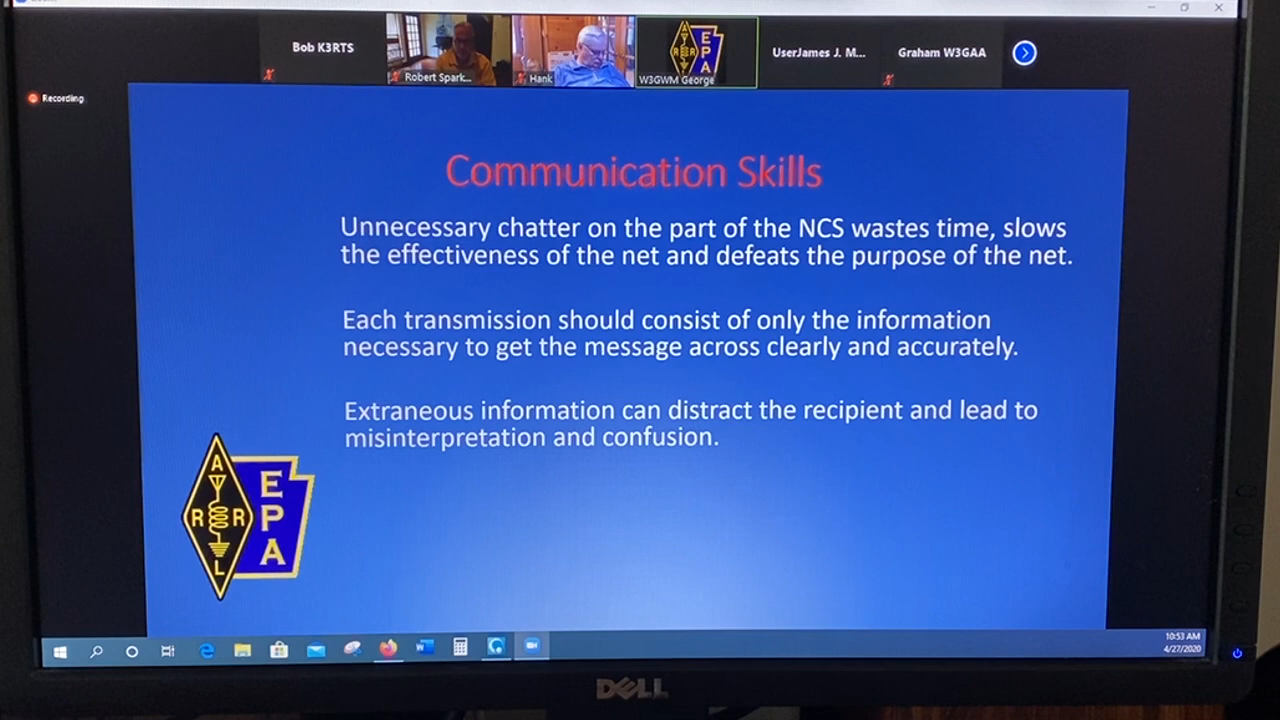 Bob K3RTS
Robert Spark...
Hank
A
R R
L
E
P
A
W3GWM George
UserJames J. M...
Graham W3GAA
Recording
Communication Skills
Unnecessary chatter on the part of the NCS wastes time, slows
the effectiveness of the net and defeats the purpose of the net.
Each transmission should consist of only the information
necessary to get the message across clearly and accurately.
Extraneous information can distract the recipient and lead to
misinterpretation and confusion.
A
R R
L
E
P
A
10:53 AM
4/27/2020
DELL